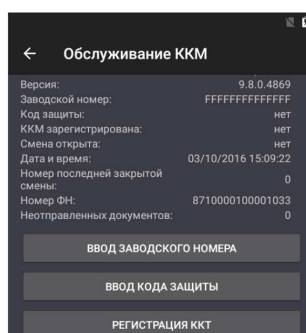 ← Обслуживание ККМ
Версия: 9.8.0.4869
Заводской номер: FFFFFFFFFFFFFF
Код защиты: нет
ККМ зарегистрирована: нет
Смена открыта: нет
Дата и время: 03/10/2016 15:09:22
Номер последней закрытой
смены: 0
Номер ФН: 8710000100001033
Неотправленных документов: 0
ВВОД ЗАВОДСКОГО НОМЕРА
ВВОД КОДА ЗАЩИТЫ
РЕГИСТРАЦИЯ ККТ